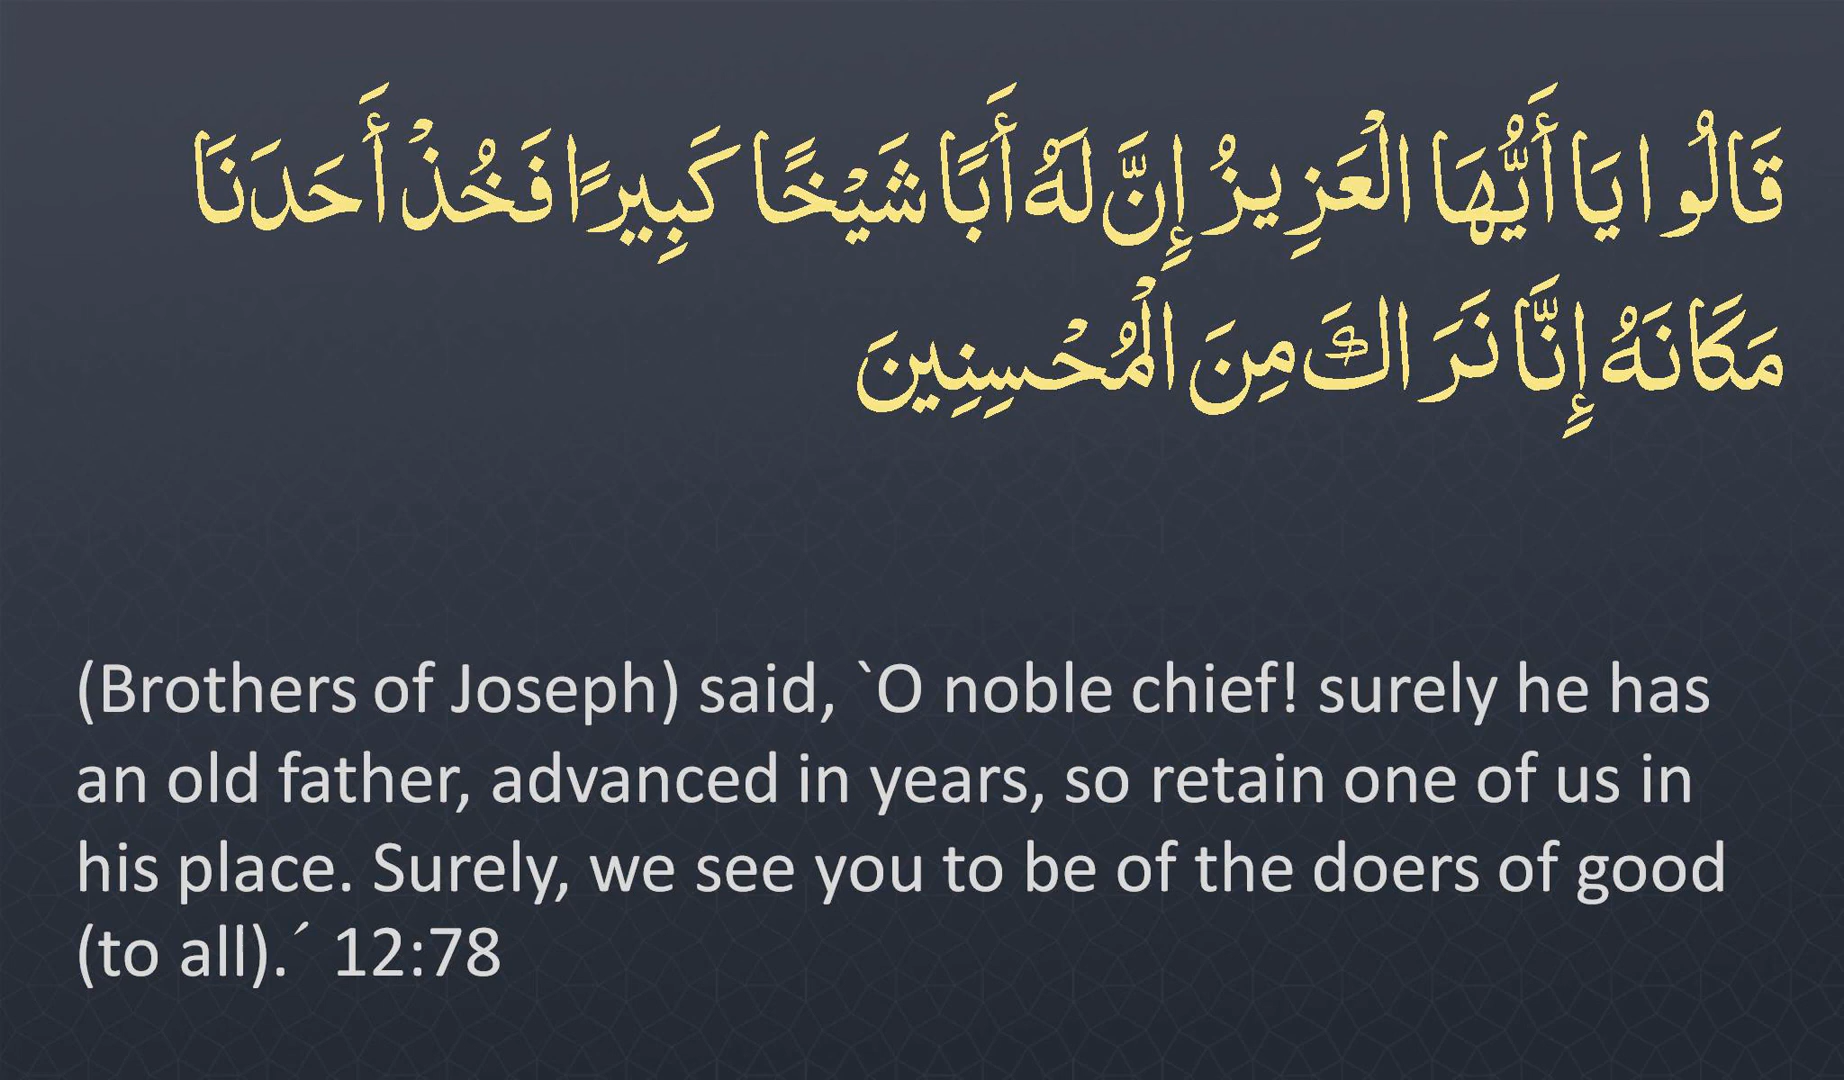 قَالُوا يَا أَيُّهَا الْعَزِيزُ إِنَّ لَهُ أَبًا شَيْخًا كَبِيرًا فَخُذْ أَحَدَنَا
مَكَانَهُ إِنَّا نَرَاكَ مِنَ الْمُحْسِنِينَ
(Brothers of Joseph) said, `O noble chief! surely he has
an old father, advanced in years, so retain one of us in
his place. Surely, we see you to be of the doers of good
(to all).´ 12:78